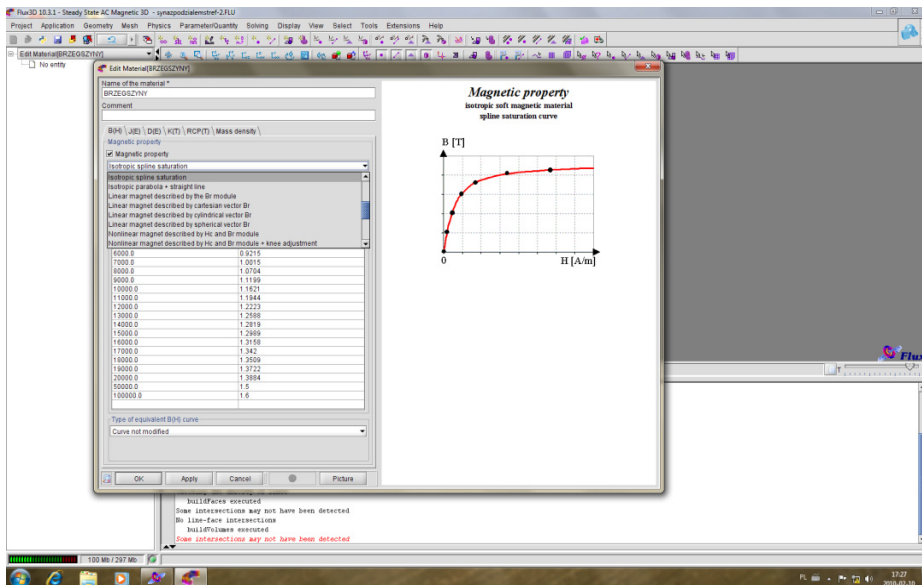 Flux3D 10.3.1 - Steady State AC Magnetic 3D - synazpodzialemstref-2.FLU
Project Application Geometry Mesh Physics Parameter/Quantity Solving Display View Select Tools Extensions Help
Edit Material[BRZEGSZYNY]
No entity
Edit Material[BRZEGSZYNY]
Name of the material *
BRZEGSZYNY
Comment
B(H) \ J(E) \ D(E) \ K(T) \ RCP(T) \ Mass density \
Magnetic property
Magnetic property
Isotropic spline saturation
Isotropic spline saturation
Isotropic parabola + straight line
Linear magnet described by the Br module
Linear magnet described by cartesian vector Br
Linear magnet described by cylindrical vector Br
Linear magnet described by spherical vector Br
Nonlinear magnet described by Hc and Br module
Nonlinear magnet described by Hc and Br module + knee adjustment
6000.0 0.9215
7000.0 1.0015
8000.0 1.0704
9000.0 1.1199
10000.0 1.1621
11000.0 1.1944
12000.0 1.2223
13000.0 1.2588
14000.0 1.2819
15000.0 1.2989
16000.0 1.3158
17000.0 1.342
18000.0 1.3509
19000.0 1.3722
20000.0 1.3884
50000.0 1.5
100000.0 1.6
Type of equivalent B(H) curve
Curve not modified
OK Apply Cancel Picture
Magnetic property
isotropic soft magnetic material
spline saturation curve
B [T]
0 H [A/m]
Flux
T
buildFaces executed
Some intersections may not have been detected
No line-face intersections
buildVolumes executed
Some intersections may not have been detected
100 Mb / 297 Mb
PL
17:27
2010-07-10